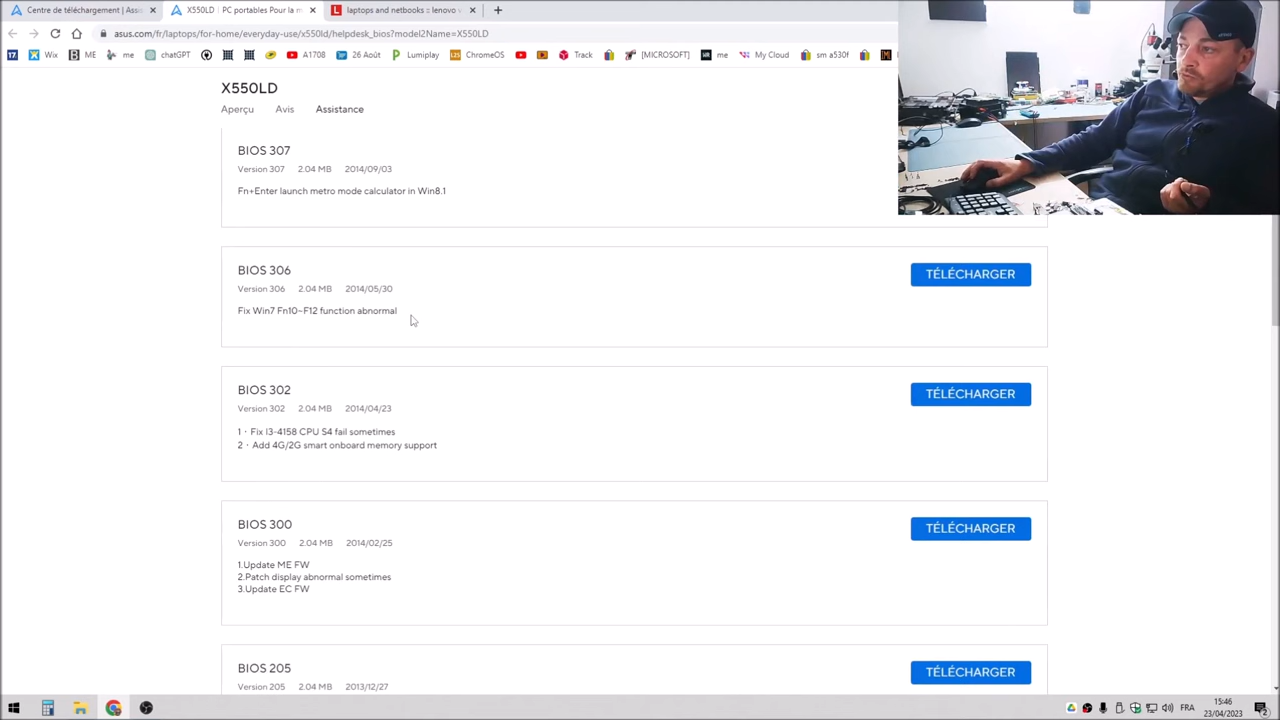 Centre de téléchargement | Assis
X550LD | PC portables Pour la m
laptops and netbooks :: lenovo
asus.com/fr/laptops/for-home/everyday-use/x550ld/helpdesk_bios?model2Name=X550LD
Wix ME me chatGPT A1708 26 Août Lumiplay ChromeOS Track [MICROSOFT] me My Cloud sm a530f
X550LD
Aperçu Avis Assistance
BIOS 307
Version 307 2.04 MB 2014/09/03
Fn+Enter launch metro mode calculator in Win8.1
BIOS 306
TÉLÉCHARGER
Version 306 2.04 MB 2014/05/30
Fix Win7 Fn10~F12 function abnormal
BIOS 302
TÉLÉCHARGER
Version 302 2.04 MB 2014/04/23
1・Fix I3-4158 CPU S4 fail sometimes
2・Add 4G/2G smart onboard memory support
BIOS 300
TÉLÉCHARGER
Version 300 2.04 MB 2014/02/25
1.Update ME FW
2.Patch display abnormal sometimes
3.Update EC FW
BIOS 205
TÉLÉCHARGER
Version 205 2.04 MB 2013/12/27
FRA
15:46
23/04/2023